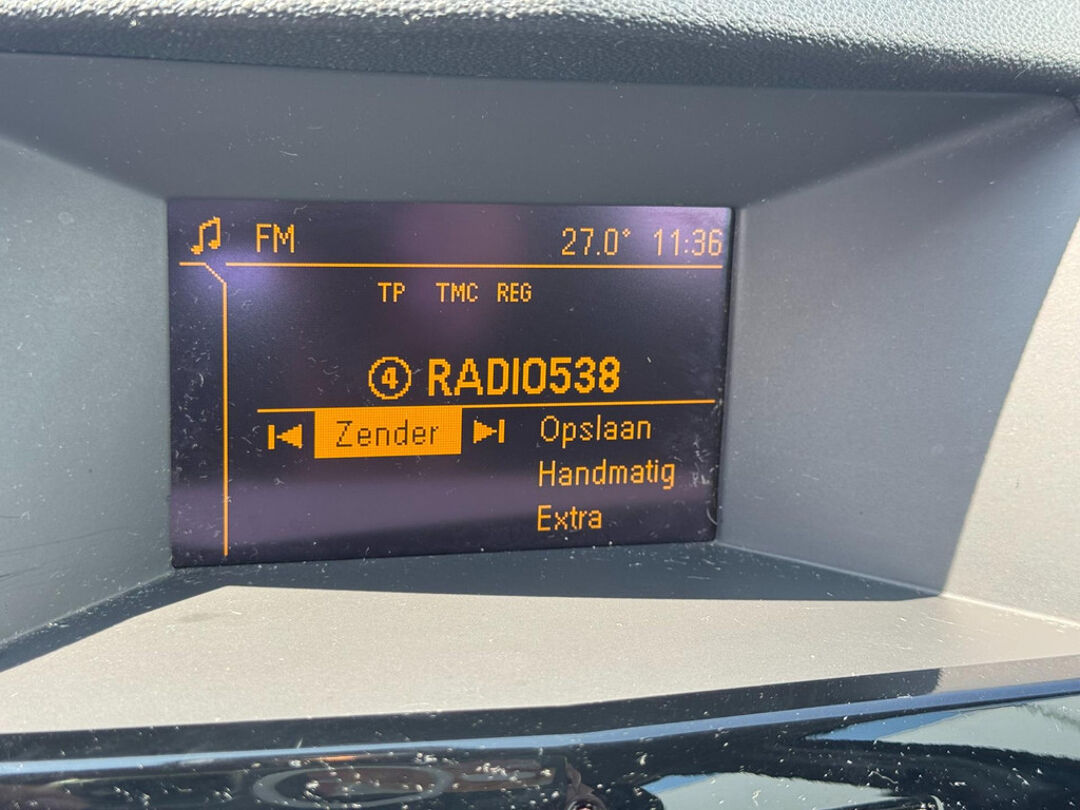 FM 27.0° 11:36
TP TMC REG
④ RADIO538
Zender Opslaan
Handmatig
Extra